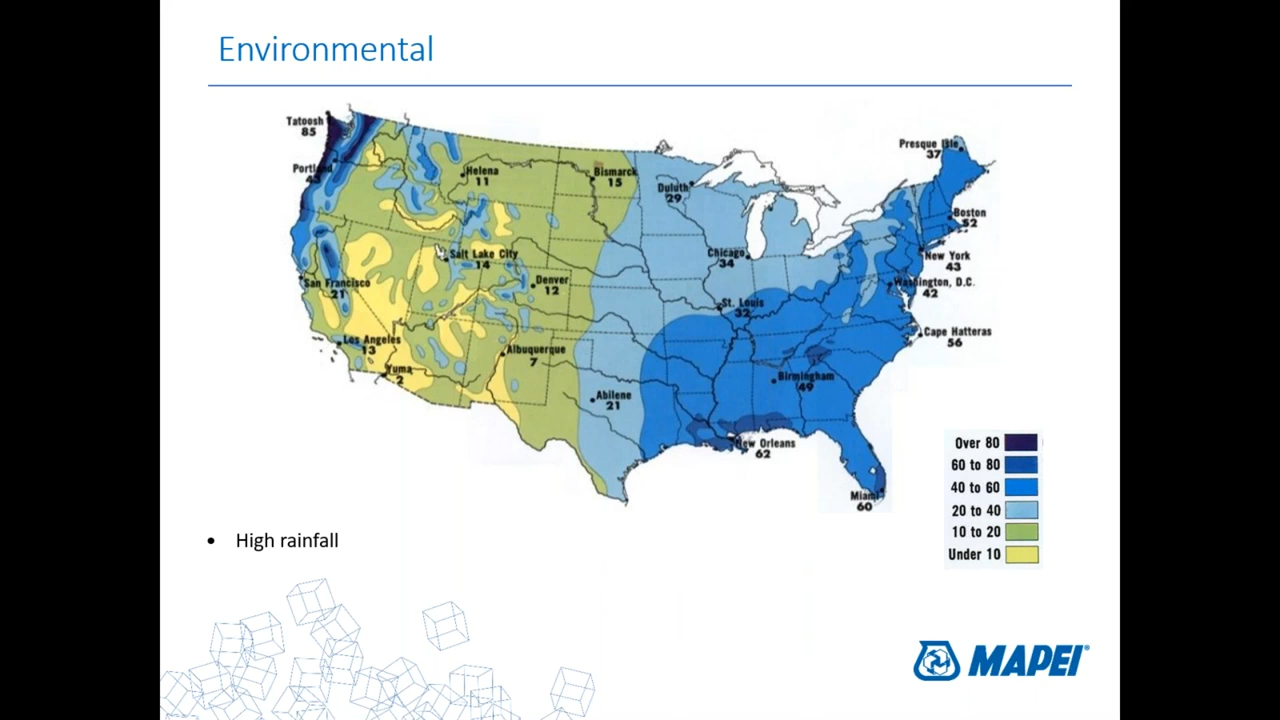 Environmental
Tatoosh
85
Presque Isle
37
Portland
43
Helena
11
Bismarck
15
Duluth
29
Boston
52
Chicago
34
New York
43
Salt Lake City
14
San Francisco
21
Denver
12
Washington, D.C.
42
St. Louis
32
Cape Hatteras
56
Los Angeles
13
Albuquerque
7
Yuma
2
Birmingham
49
Abilene
21
New Orleans
62
Miami
60
Over 80
60 to 80
40 to 60
20 to 40
10 to 20
Under 10
• High rainfall
MAPEI®